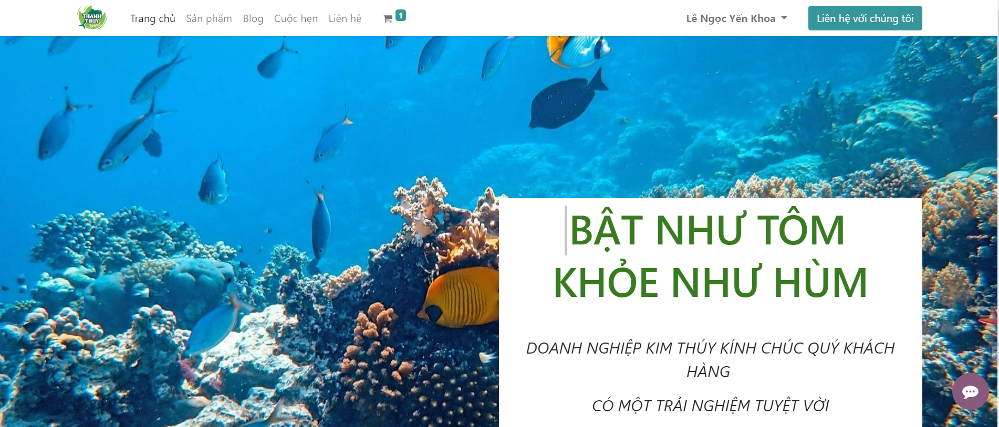 THANH
THUY
Trang chủ
Sản phẩm
Blog
Cuộc hẹn
Liên hệ
1
Lê Ngọc Yến Khoa
Liên hệ với chúng tôi
BẬT NHƯ TÔM
KHỎE NHƯ HÙM
DOANH NGHIỆP KIM THÚY KÍNH CHÚC QUÝ KHÁCH
HÀNG
CÓ MỘT TRẢI NGHIỆM TUYỆT VỜI